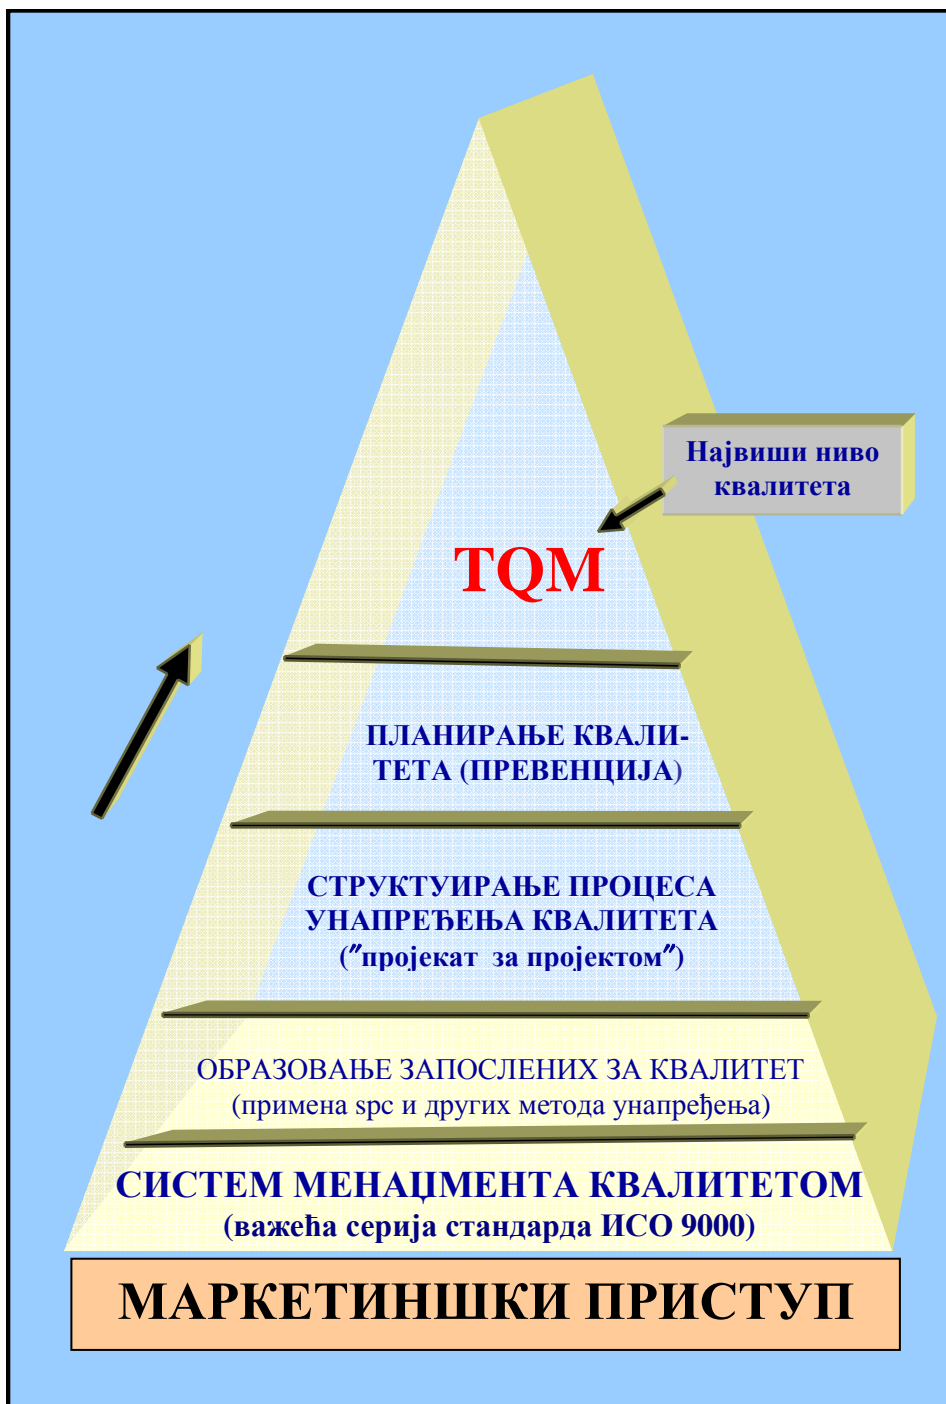 Највиши ниво
квалитета
TQM
ПЛАНИРАЊЕ КВАЛИ-
ТЕТА (ПРЕВЕНЦИЈА)
СТРУКТУИРАЊЕ ПРОЦЕСА
УНАПРЕЂЕЊА КВАЛИТЕТА
(″пројекат за пројектом″)
ОБРАЗОВАЊЕ ЗАПОСЛЕНИХ ЗА КВАЛИТЕТ
(примена spc и других метода унапређења)
СИСТЕМ МЕНАЏМЕНТА КВАЛИТЕТОМ
(важећа серија стандарда ИСО 9000)
МАРКЕТИНШКИ ПРИСТУП